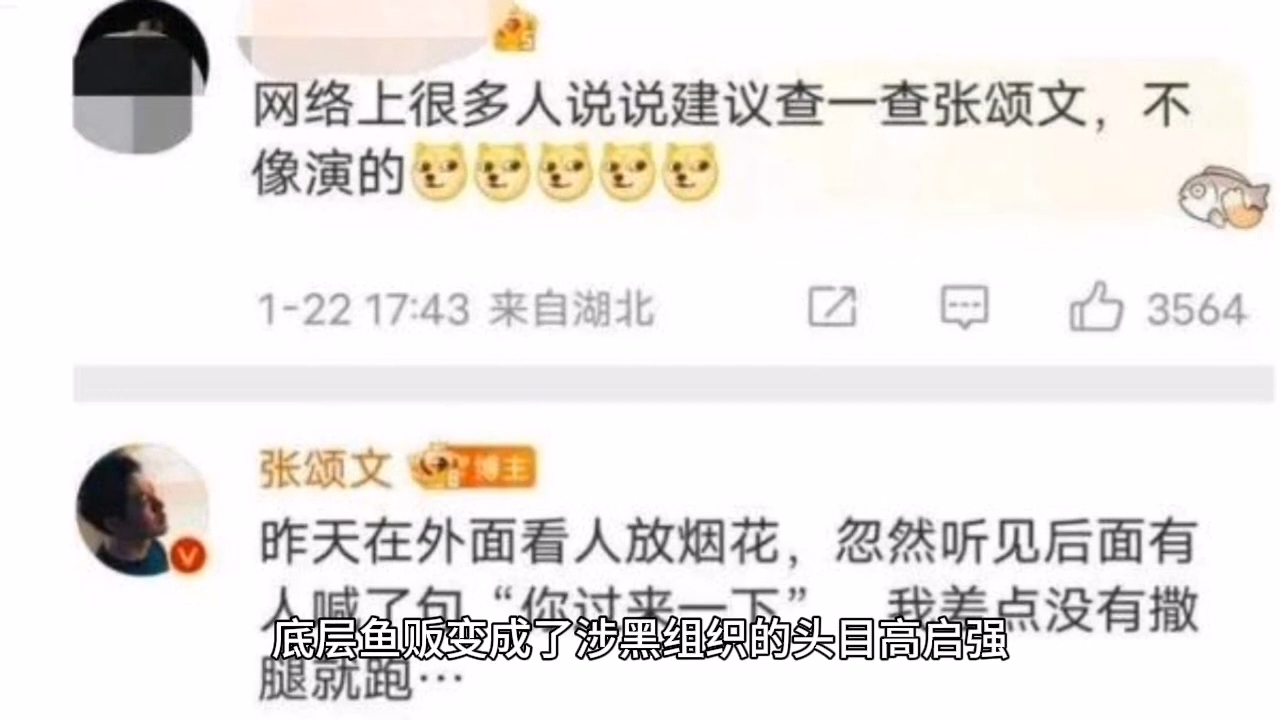 网络上很多人说说建议查一查张颂文，不
像演的
1-22 17:43 来自湖北
3564
张颂文
博主
昨天在外面看人放烟花，忽然听见后面有
人喊了句“你过来一下”，我差点没有撒
底层鱼贩变成了涉黑组织的头目高启强
腿就跑…